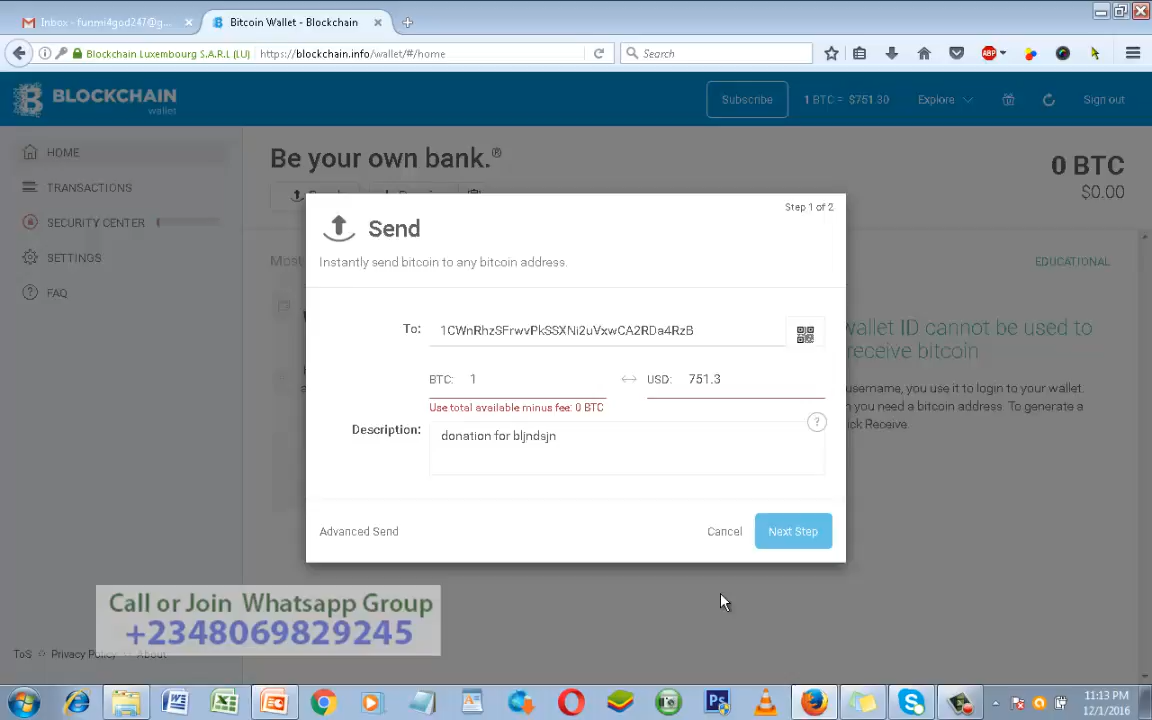 Inbox - funmi4god247@g...
Bitcoin Wallet - Blockchain
Blockchain Luxembourg S.A.R.L (LU)
https://blockchain.info/wallet/#/home
Search
ABP
BLOCKCHAIN
wallet
Subscribe
1 BTC = $751.30
Explore
Sign out
HOME
TRANSACTIONS
SECURITY CENTER
SETTINGS
FAQ
Be your own bank.®
0 BTC
$0.00
Most
EDUCATIONAL
wallet ID cannot be used to
receive bitcoin
username, you use it to login to your wallet.
you need a bitcoin address. To generate a
Receive.
Step 1 of 2
Send
Instantly send bitcoin to any bitcoin address.
To: 1CWnRhzSFrwvPkSSXNi2uVxwCA2RDa4RzB
BTC: 1
USD: 751.3
Use total available minus fee: 0 BTC
Description: donation for bljndsjn
?
Advanced Send
Cancel
Next Step
Call or Join Whatsapp Group
+2348069829245
ToS
Privacy Policy
About
11:13 PM
12/1/2016